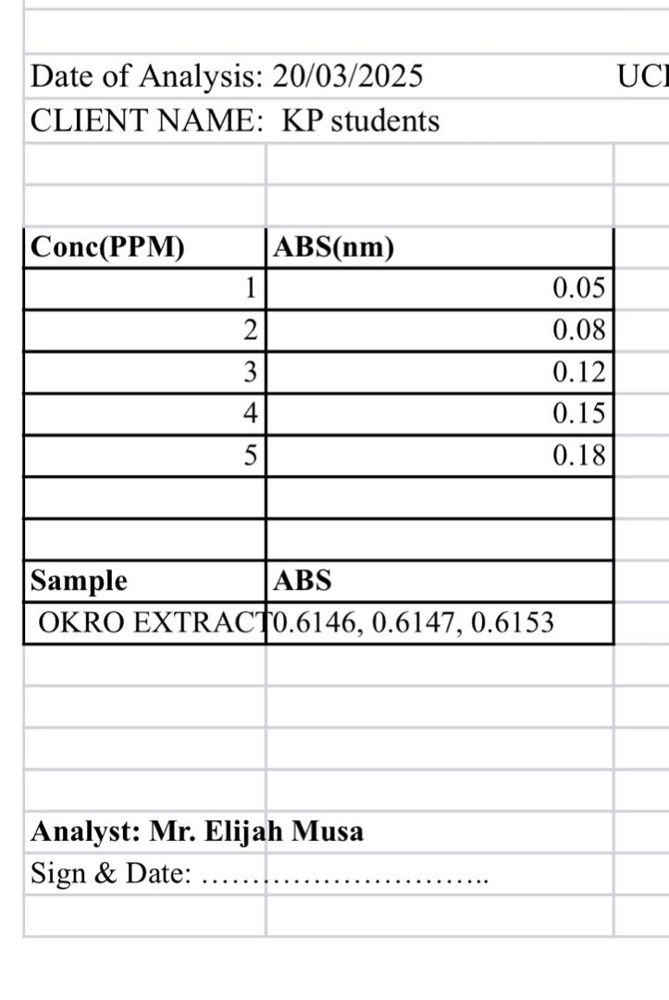 Date of Analysis: 20/03/2025
CLIENT NAME: KP students
Conc(PPM) ABS(nm)
1 0.05
2 0.08
3 0.12
4 0.15
5 0.18
Sample ABS
OKRO EXTRACT 0.6146, 0.6147, 0.6153
Analyst: Mr. Elijah Musa
Sign & Date: ……………………….